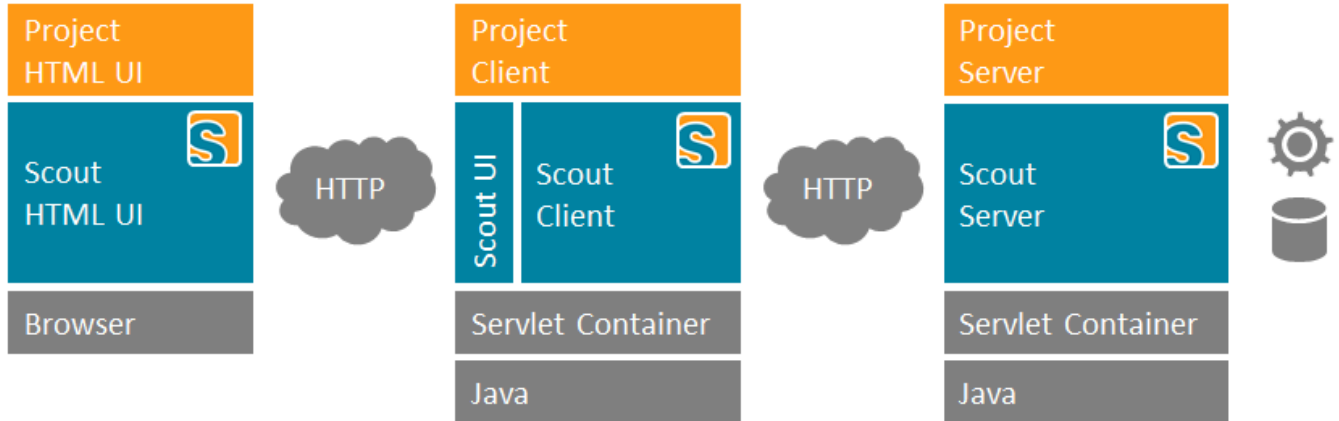 Project
HTML UI
Scout
HTML UI
Browser
HTTP
Project
Client
Scout UI
Scout
Client
Servlet Container
Java
HTTP
Project
Server
Scout
Server
Servlet Container
Java